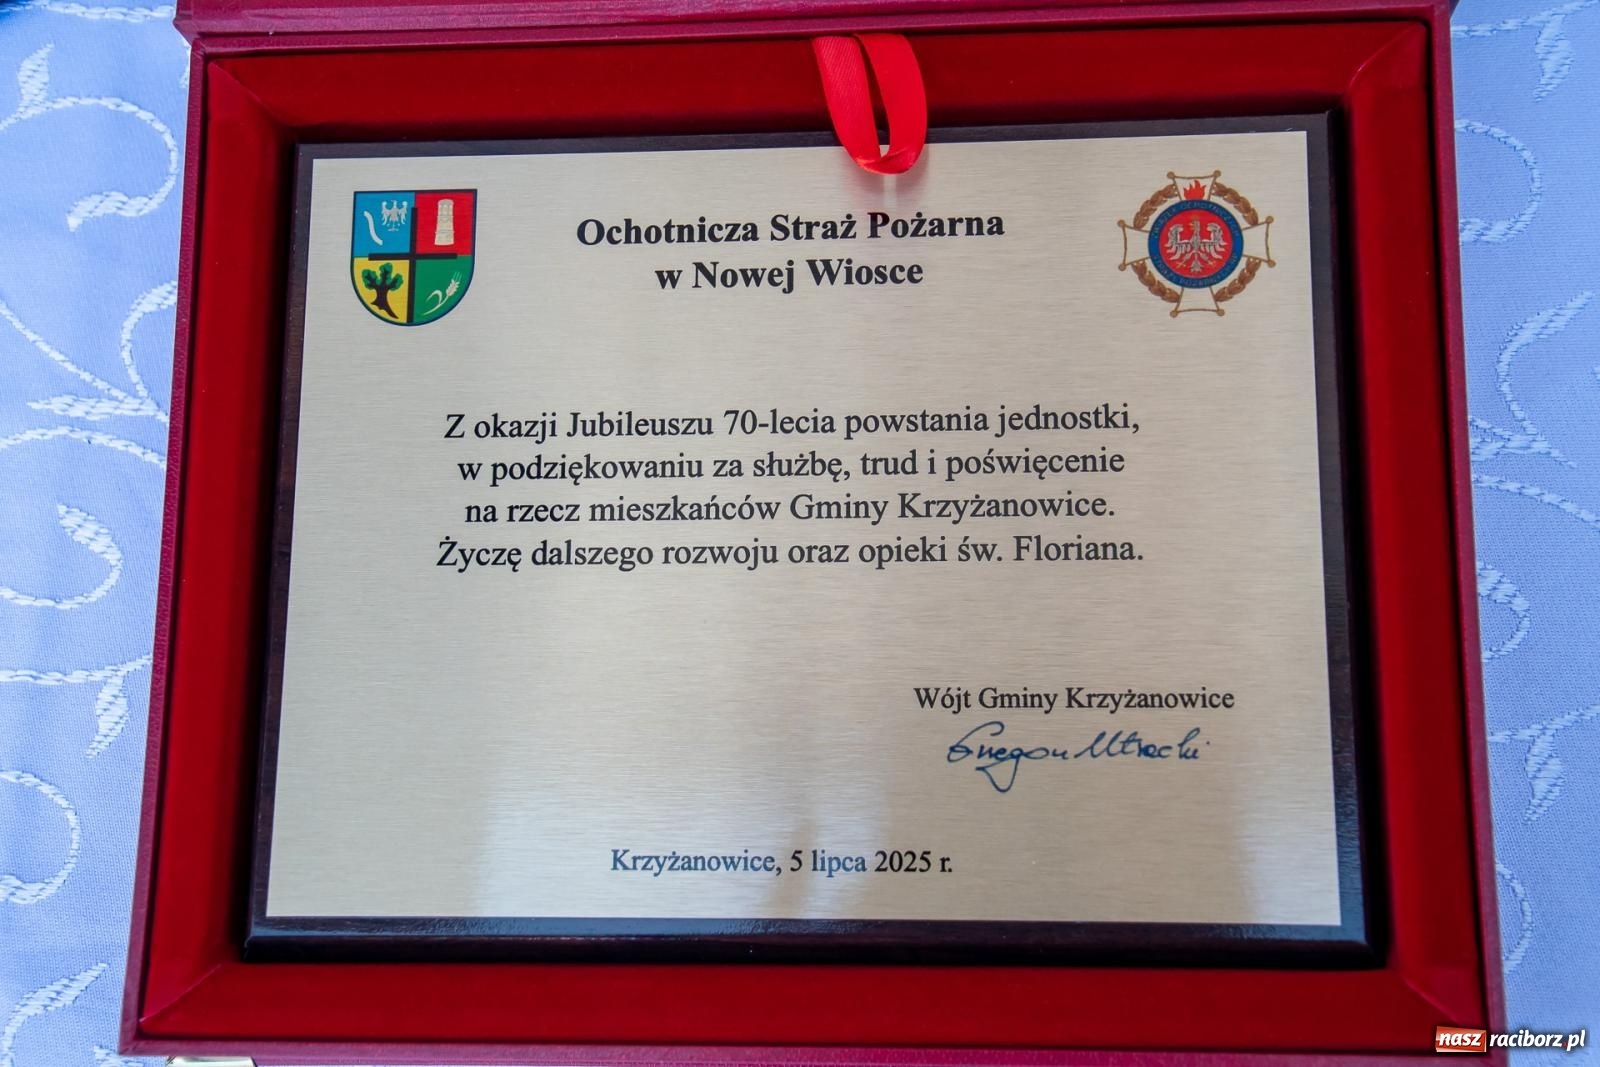 Ochotnicza Straż Pożarna
w Nowej Wiosce
Z okazji Jubileuszu 70-lecia powstania jednostki,
w podziękowaniu za służbę, trud i poświęcenie
na rzecz mieszkańców Gminy Krzyżanowice.
Życzę dalszego rozwoju oraz opieki św. Floriana.
Wójt Gminy Krzyżanowice
Grzegorz Utracki
Krzyżanowice, 5 lipca 2025 r.
nasz raciborz.pl